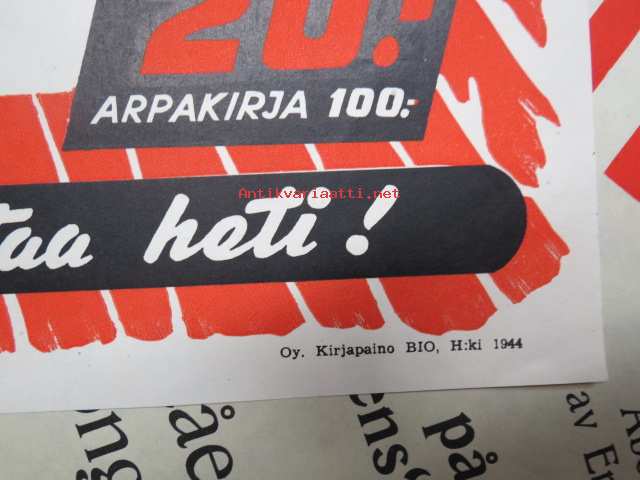 20:
ARPAKIRJA 100:-
Antikvariaatti.net
taa heti!
Oy. Kirjapaino BIO, H:ki 1944
på
av